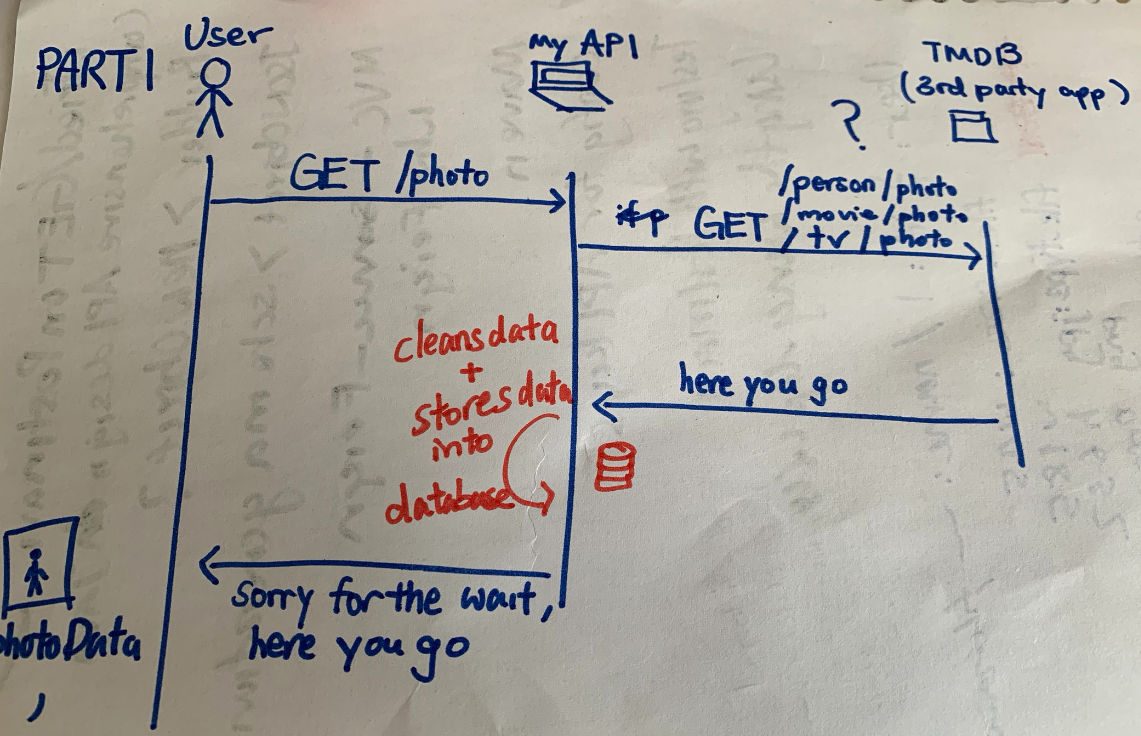 PART 1
User
My API
TMDB
(3rd party app)
?
GET /photo
GET
/person/photo
/movie/photo
/tv/photo
cleans data
+
stores data
into
database
here you go
sorry for the wait,
here you go
photoData
,